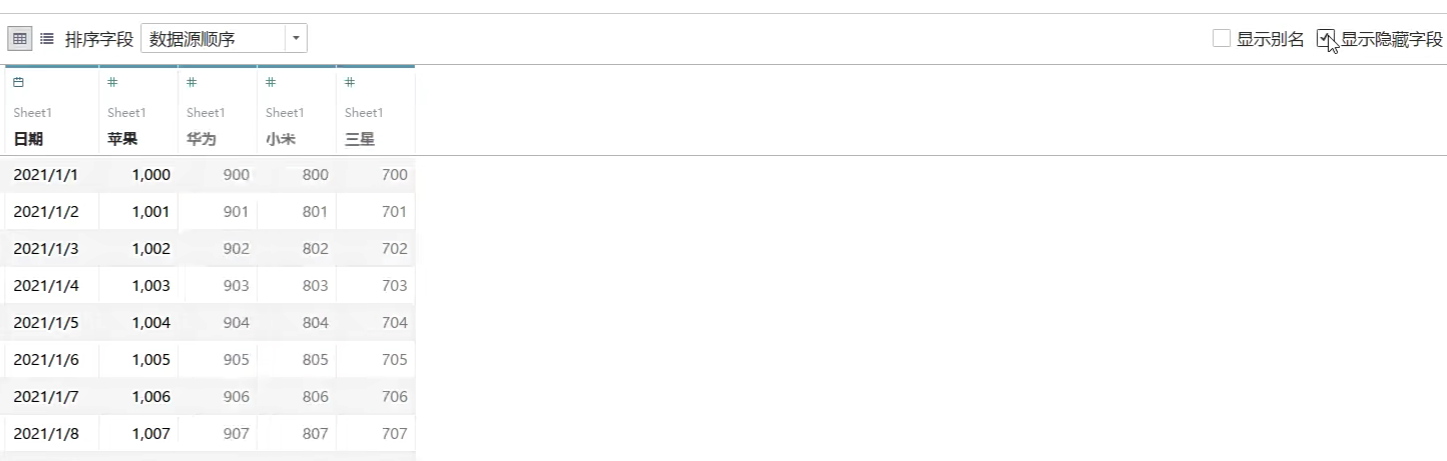 排序字段 数据源顺序 显示别名 显示隐藏字段
Sheet1 Sheet1 Sheet1 Sheet1 Sheet1
日期 苹果 华为 小米 三星
2021/1/1 1,000 900 800 700
2021/1/2 1,001 901 801 701
2021/1/3 1,002 902 802 702
2021/1/4 1,003 903 803 703
2021/1/5 1,004 904 804 704
2021/1/6 1,005 905 805 705
2021/1/7 1,006 906 806 706
2021/1/8 1,007 907 807 707